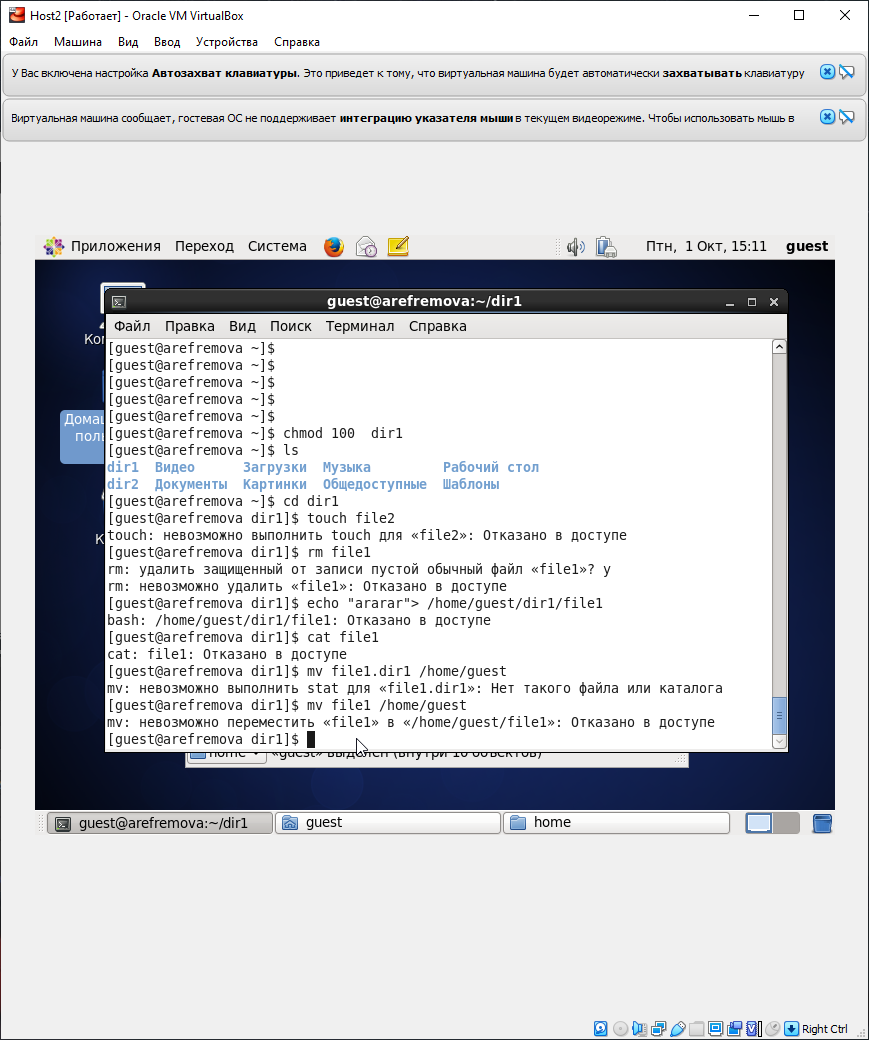 Host2 [Работает] - Oracle VM VirtualBox
Файл Машина Вид Ввод Устройства Справка
У Вас включена настройка Автозахват клавиатуры. Это приведет к тому, что виртуальная машина будет автоматически захватывать клавиатуру
Виртуальная машина сообщает, гостевая ОС не поддерживает интеграцию указателя мыши в текущем видеорежиме. Чтобы использовать мышь в
Приложения Переход Система Птн, 1 Окт, 15:11 guest
guest@arefremova:~/dir1
Файл Правка Вид Поиск Терминал Справка
[guest@arefremova ~]$
[guest@arefremova ~]$
[guest@arefremova ~]$
[guest@arefremova ~]$
[guest@arefremova ~]$
[guest@arefremova ~]$ chmod 100  dir1
[guest@arefremova ~]$ ls
dir1 Видео Загрузки Музыка Рабочий стол
dir2 Документы Картинки Общедоступные Шаблоны
[guest@arefremova ~]$ cd dir1
[guest@arefremova dir1]$ touch file2
touch: невозможно выполнить touch для «file2»: Отказано в доступе
[guest@arefremova dir1]$ rm file1
rm: удалить защищенный от записи пустой обычный файл «file1»? y
rm: невозможно удалить «file1»: Отказано в доступе
[guest@arefremova dir1]$ echo "ararar"> /home/guest/dir1/file1
bash: /home/guest/dir1/file1: Отказано в доступе
[guest@arefremova dir1]$ cat file1
cat: file1: Отказано в доступе
[guest@arefremova dir1]$ mv file1.dir1 /home/guest
mv: невозможно выполнить stat для «file1.dir1»: Нет такого файла или каталога
[guest@arefremova dir1]$ mv file1 /home/guest
mv: невозможно переместить «file1» в «/home/guest/file1»: Отказано в доступе
[guest@arefremova dir1]$
home «guest» выделен (внутри 10 объектов)
guest@arefremova:~/dir1 guest home
Right Ctrl